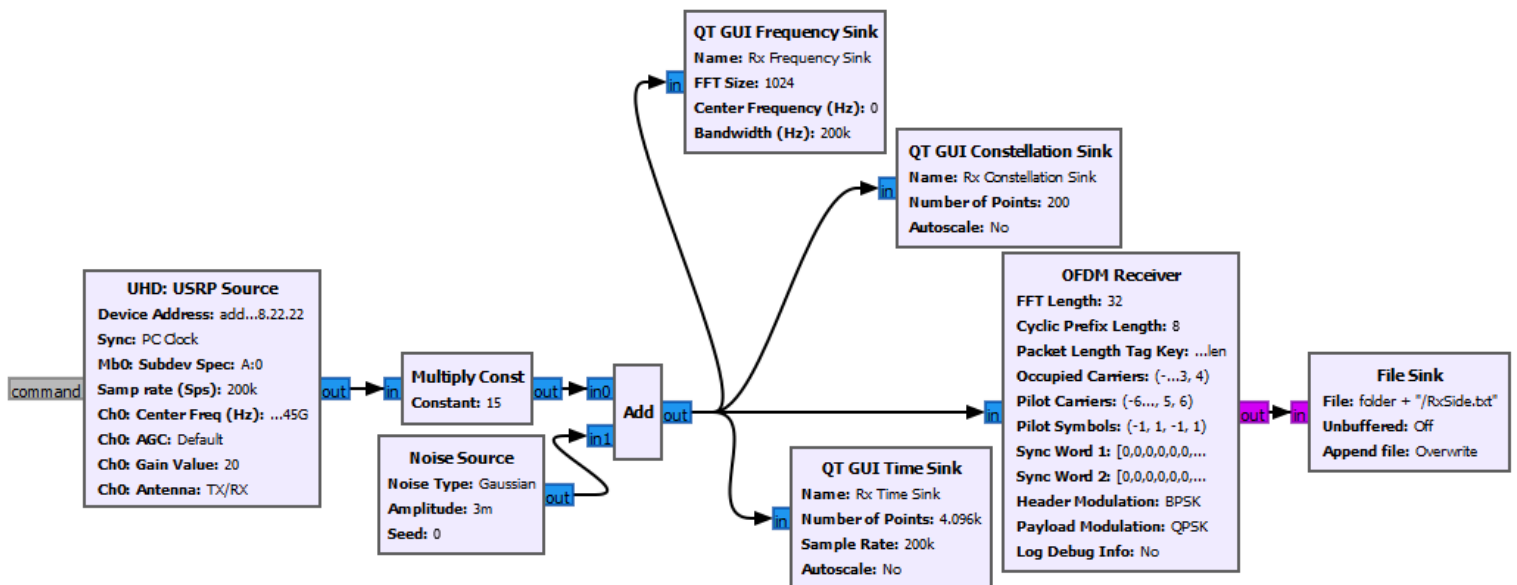 QT GUI Frequency Sink
Name: Rx Frequency Sink
FFT Size: 1024
Center Frequency (Hz): 0
Bandwidth (Hz): 200k
in
QT GUI Constellation Sink
Name: Rx Constellation Sink
Number of Points: 200
Autoscale: No
in
UHD: USRP Source
Device Address: add...8.22.22
Sync: PC Clock
Mb0: Subdev Spec: A:0
Samp rate (Sps): 200k
Ch0: Center Freq (Hz): ...45G
Ch0: AGC: Default
Ch0: Gain Value: 20
Ch0: Antenna: TX/RX
command
out
in
Multiply Const
Constant: 15
out
Noise Source
Noise Type: Gaussian
Amplitude: 3m
Seed: 0
out
in0
in1
Add
out
QT GUI Time Sink
Name: Rx Time Sink
Number of Points: 4.096k
Sample Rate: 200k
Autoscale: No
in
OFDM Receiver
FFT Length: 32
Cyclic Prefix Length: 8
Packet Length Tag Key: ...len
Occupied Carriers: (-...3, 4)
Pilot Carriers: (-6..., 5, 6)
Pilot Symbols: (-1, 1, -1, 1)
Sync Word 1: [0,0,0,0,0,0,...
Sync Word 2: [0,0,0,0,0,0,...
Header Modulation: BPSK
Payload Modulation: QPSK
Log Debug Info: No
in
out
in
File Sink
File: folder + "/RxSide.txt"
Unbuffered: Off
Append file: Overwrite